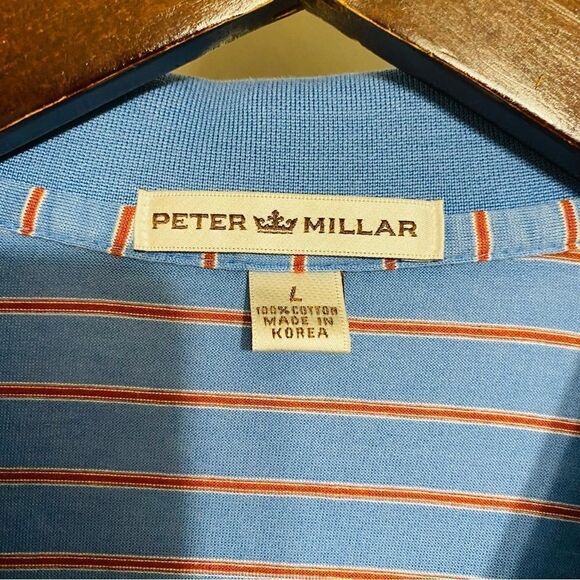 PETER MILLAR
L
100% COTTON
MADE IN
KOREA